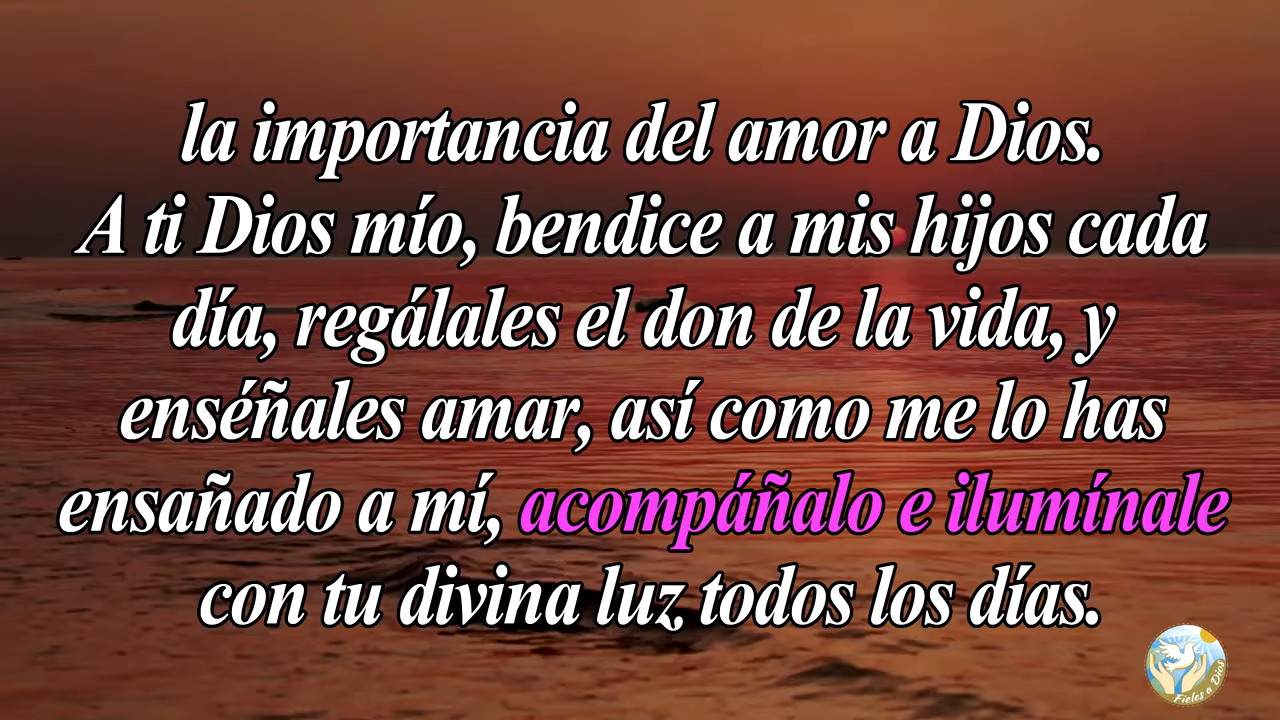 la importancia del amor a Dios.
A ti Dios mío, bendice a mis hijos cada
día, regálales el don de la vida, y
enséñales amar, así como me lo has
ensañado a mí, acompáñalo e ilumínale
con tu divina luz todos los días.
Fieles a Dios